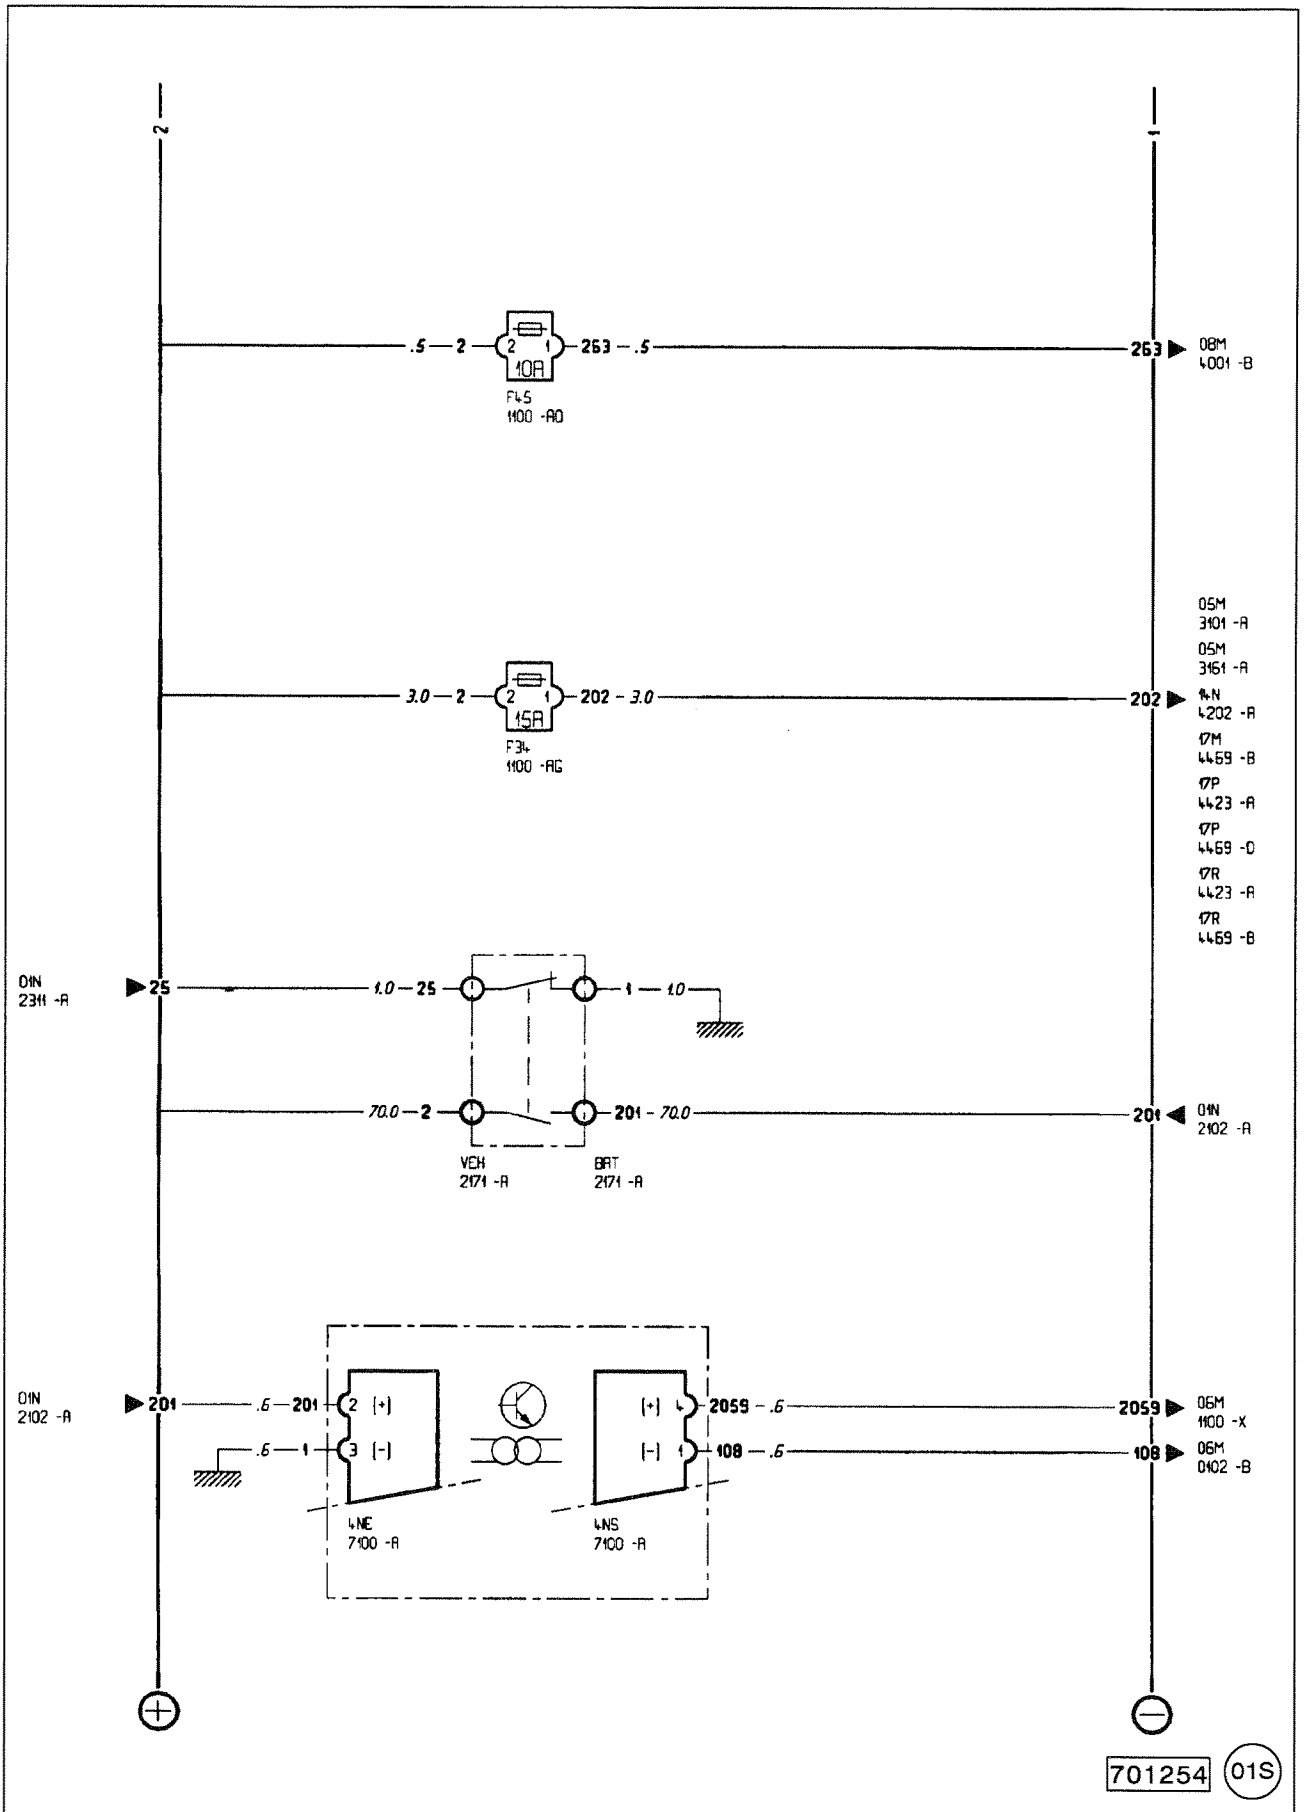 2
1
.5 2 2 1 263 .5 263 08M
10A 4001 -B
F45
1100 -AO
05M
3101 -A
05M
3161 -A
3.0 2 2 1 202 3.0 202 14N
15A 4202 -A
F34
1100 -AG
17M
4469 -B
17P
4423 -A
17P
4469 -D
17R
4423 -A
17R
4469 -B
01N
2311 -A
25 1.0 25 1 1.0
70.0 2 201 70.0 201 01N
2102 -A
VEH BAT
2171 -A 2171 -A
01N
2102 -A
201 .6 201 2 [+] [+] 4 2059 .6 2059 06M
1100 -X
.6 1 3 [-] [-] 1 108 .6 108 06M
0102 -B
4NE 4NS
7100 -A 7100 -A
+
−
701254 01S